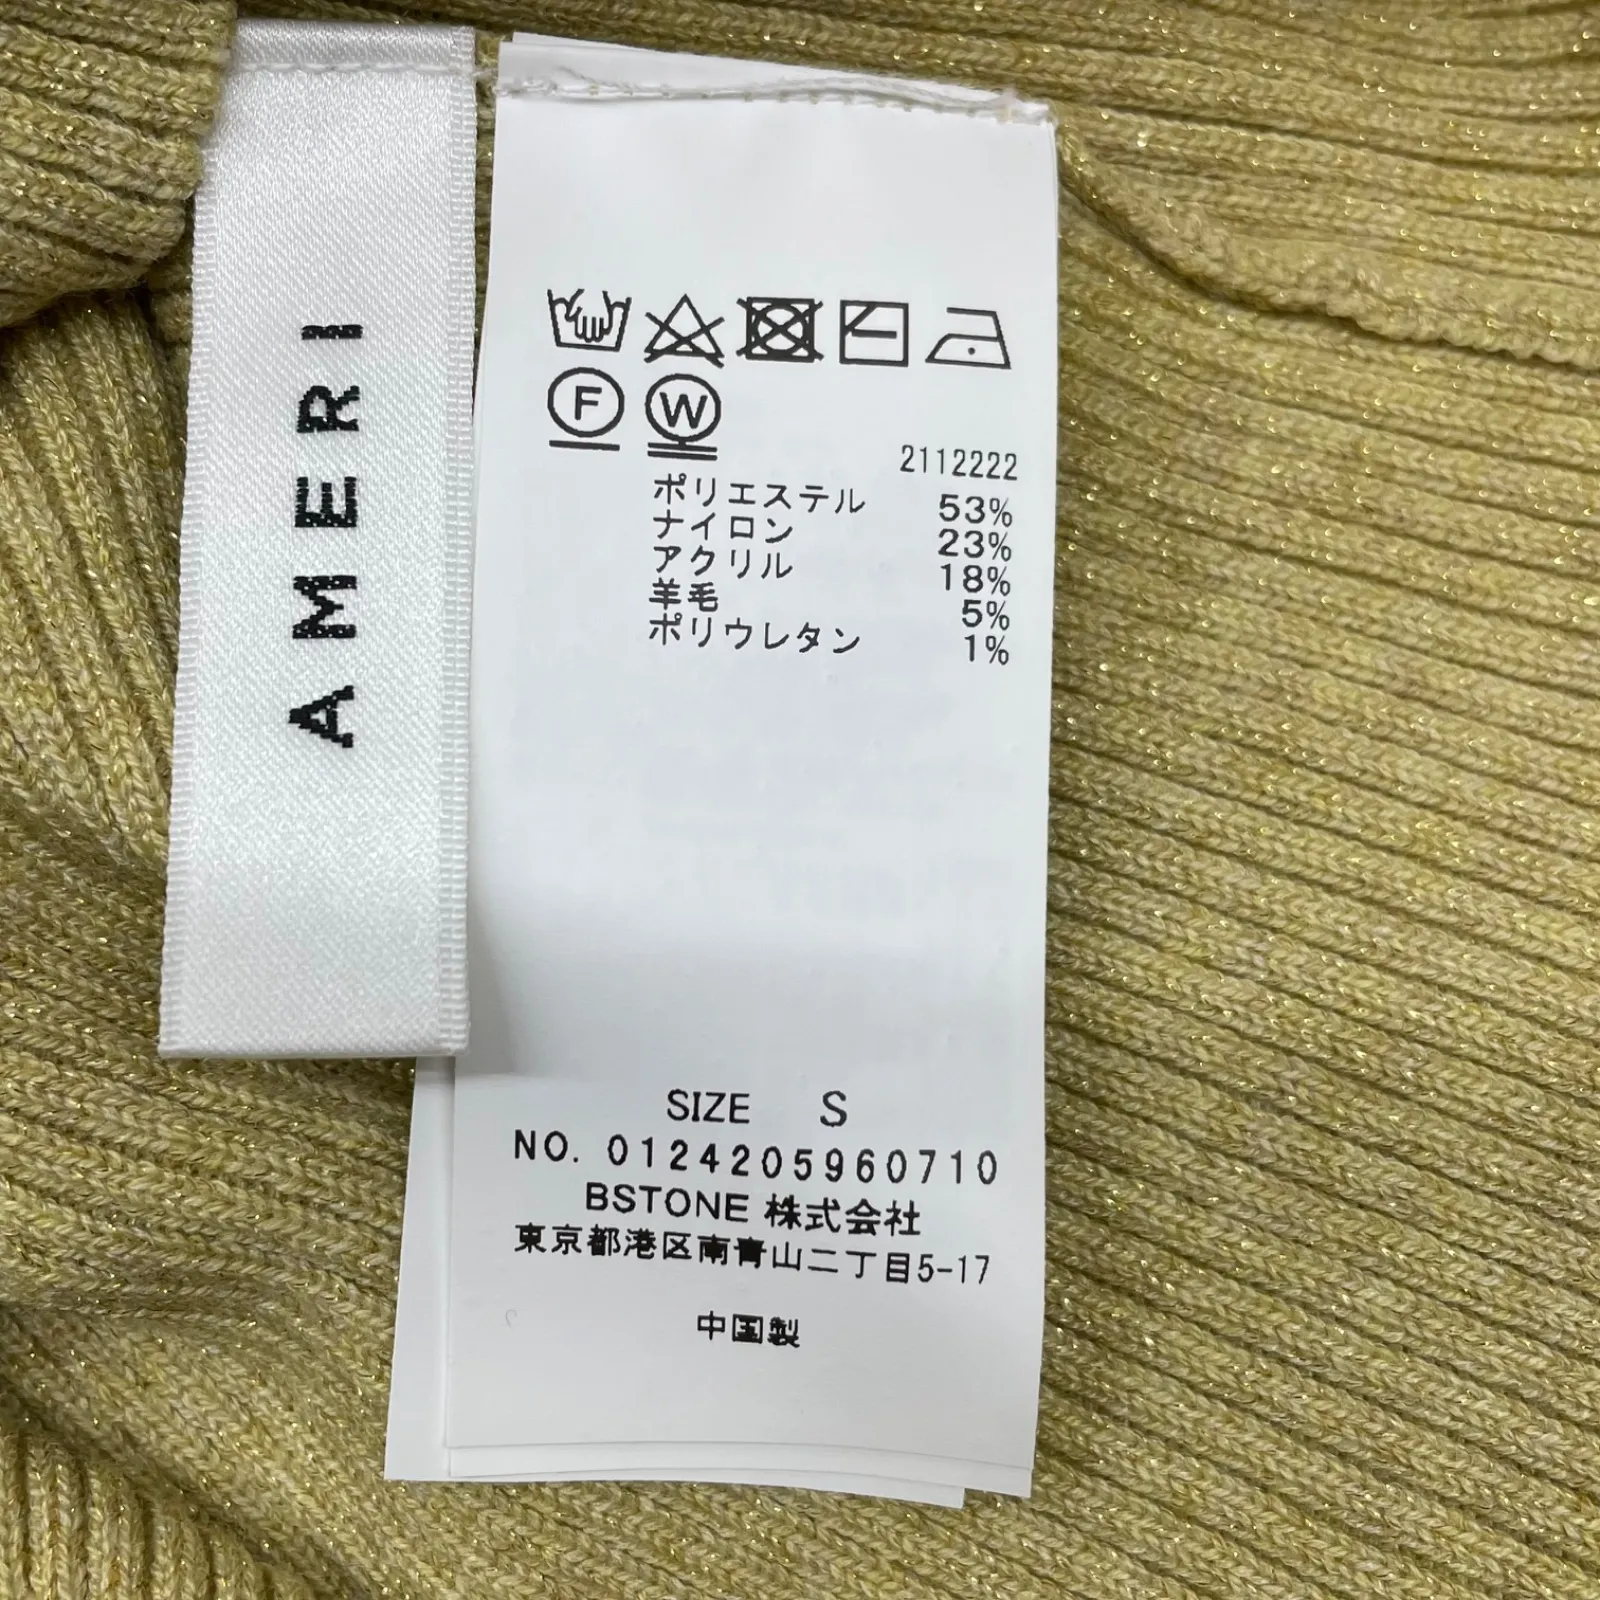 AMERI
F W
2112222
ポリエステル 53%
ナイロン 23%
アクリル 18%
羊毛 5%
ポリウレタン 1%
SIZE S
NO. 0124205960710
BSTONE 株式会社
東京都港区南青山二丁目5-17
中国製